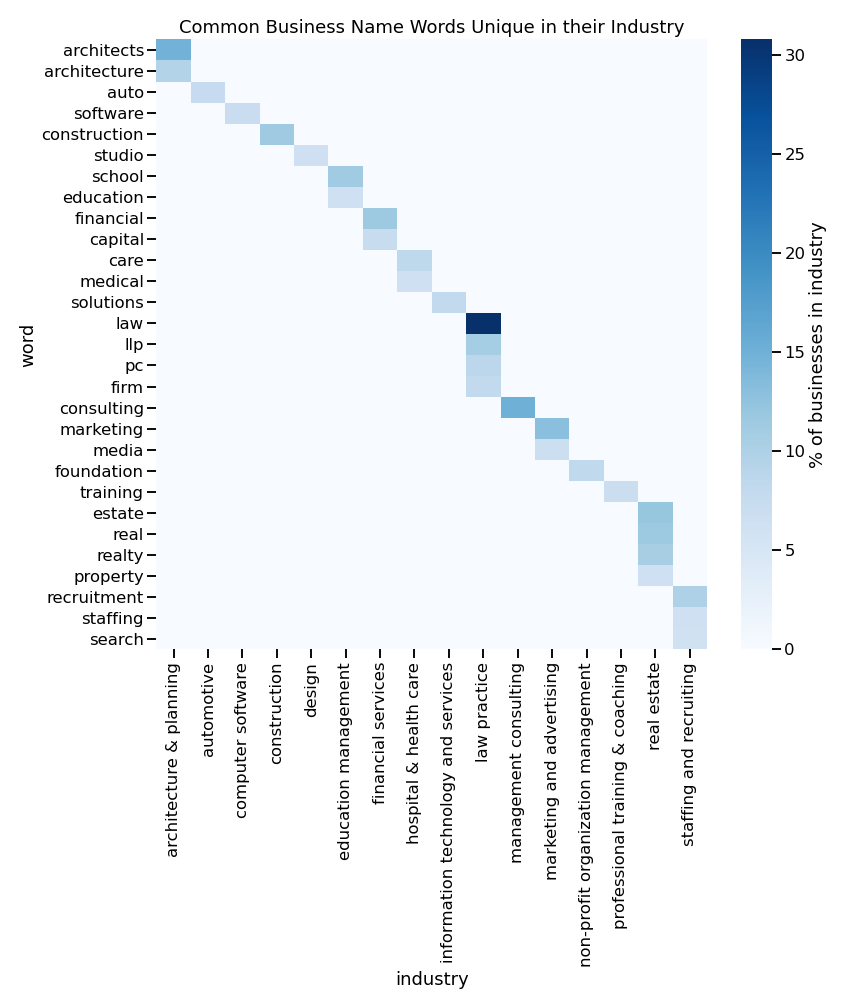 Common Business Name Words Unique in their Industry
architects
architecture
auto
software
construction
studio
school
education
financial
capital
care
medical
solutions
law
llp
pc
firm
consulting
marketing
media
foundation
training
estate
real
realty
property
recruitment
staffing
search
word
architecture & planning
automotive
computer software
construction
design
education management
financial services
hospital & health care
information technology and services
law practice
management consulting
marketing and advertising
non-profit organization management
professional training & coaching
real estate
staffing and recruiting
industry
30
25
20
15
10
5
0
% of businesses in industry